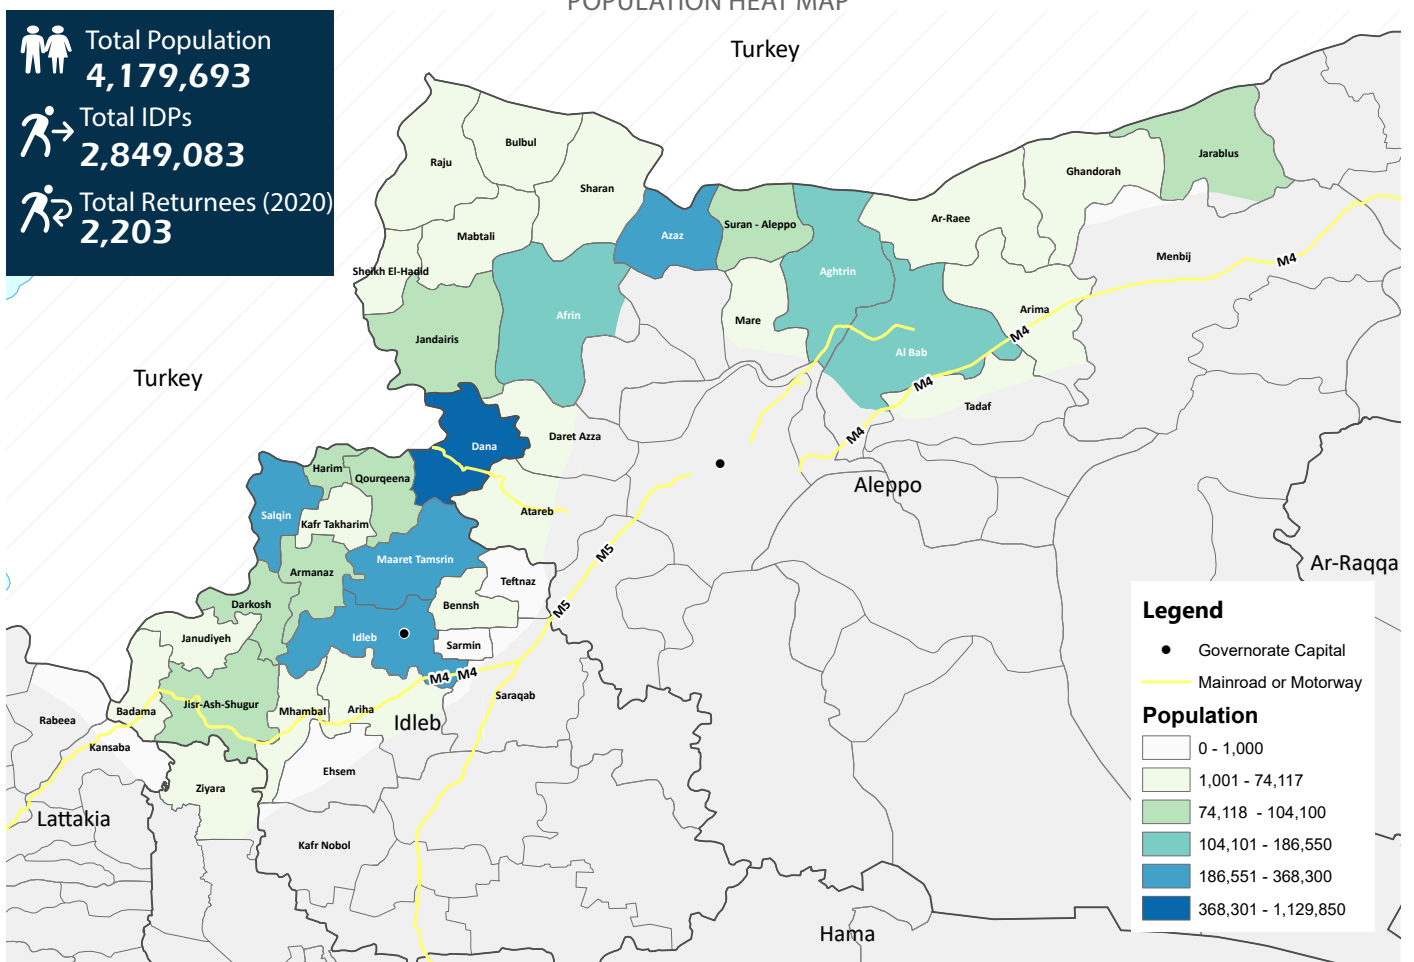 POPULATION HEAT MAP
Total Population
4,179,693
Total IDPs
2,849,083
Total Returnees (2020)
2,203
Turkey
Turkey
Raju
Bulbul
Sharan
Mabtali
Sheikh El-Hadid
Jandairis
Afrin
Azaz
Suran - Aleppo
Mare
Aghtrin
Al Bab
Ar-Raee
Ghandorah
Jarablus
Menbij
Arima
Tadaf
M4
M4
M4
M4
Dana
Daret Azza
Atareb
Aleppo
Harim
Qourqeena
Salqin
Kafr Takharim
Maaret Tamsrin
Armanaz
Darkosh
Teftnaz
Bennsh
Janudiyeh
Idleb
Sarmin
M5
M5
M4 M4
Saraqab
Jisr-Ash-Shugur
Badama
Mhambal
Ariha
Idleb
Rabeea
Kansaba
Ehsem
Ziyara
Lattakia
Kafr Nobol
Hama
Ar-Raqqa
Legend
Governorate Capital
Mainroad or Motorway
Population
0 - 1,000
1,001 - 74,117
74,118 - 104,100
104,101 - 186,550
186,551 - 368,300
368,301 - 1,129,850